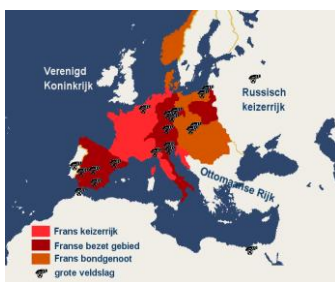 Verenigd
Koninkrijk
Russisch
keizerrijk
Ottomaanse Rijk
Frans keizerrijk
Franse bezet gebied
Frans bondgenoot
grote veldslag